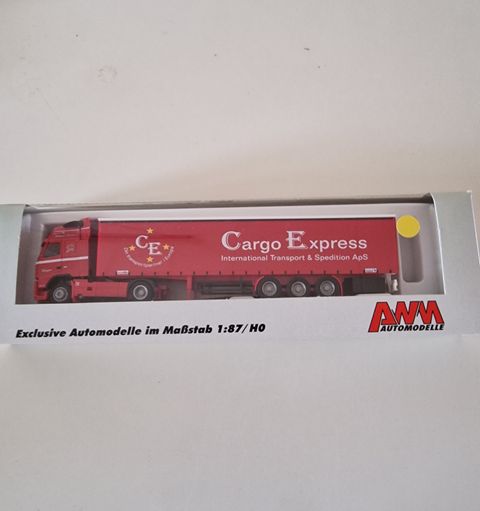 CE
Cargo Express
International Transport & Spedition ApS
Exclusive Automodelle im Maßstab 1:87/H0
AWM
AUTOMODELLE